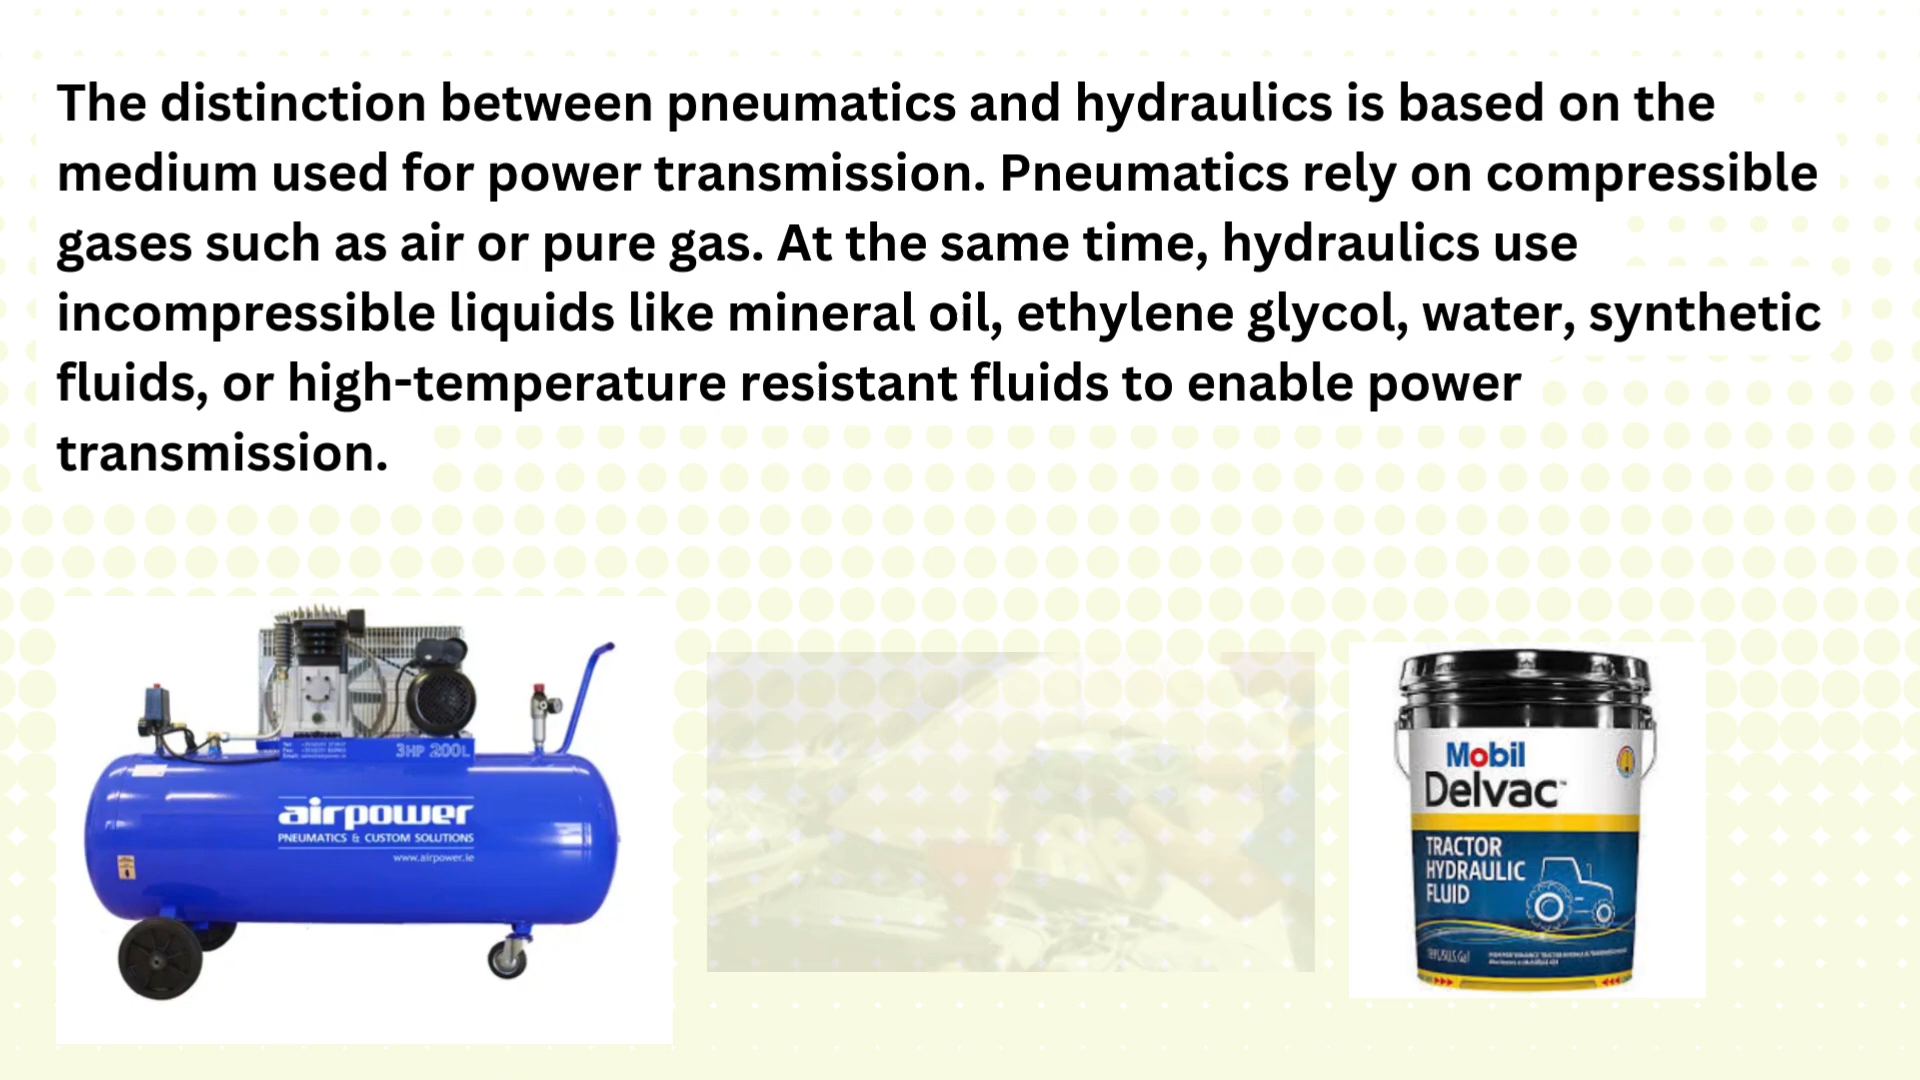 The distinction between pneumatics and hydraulics is based on the
medium used for power transmission. Pneumatics rely on compressible
gases such as air or pure gas. At the same time, hydraulics use
incompressible liquids like mineral oil, ethylene glycol, water, synthetic
fluids, or high-temperature resistant fluids to enable power
transmission.
3HP 200L
airpower
PNEUMATICS & CUSTOM SOLUTIONS
www.airpower.ie
Mobil
Delvac™
TRACTOR
HYDRAULIC
FLUID